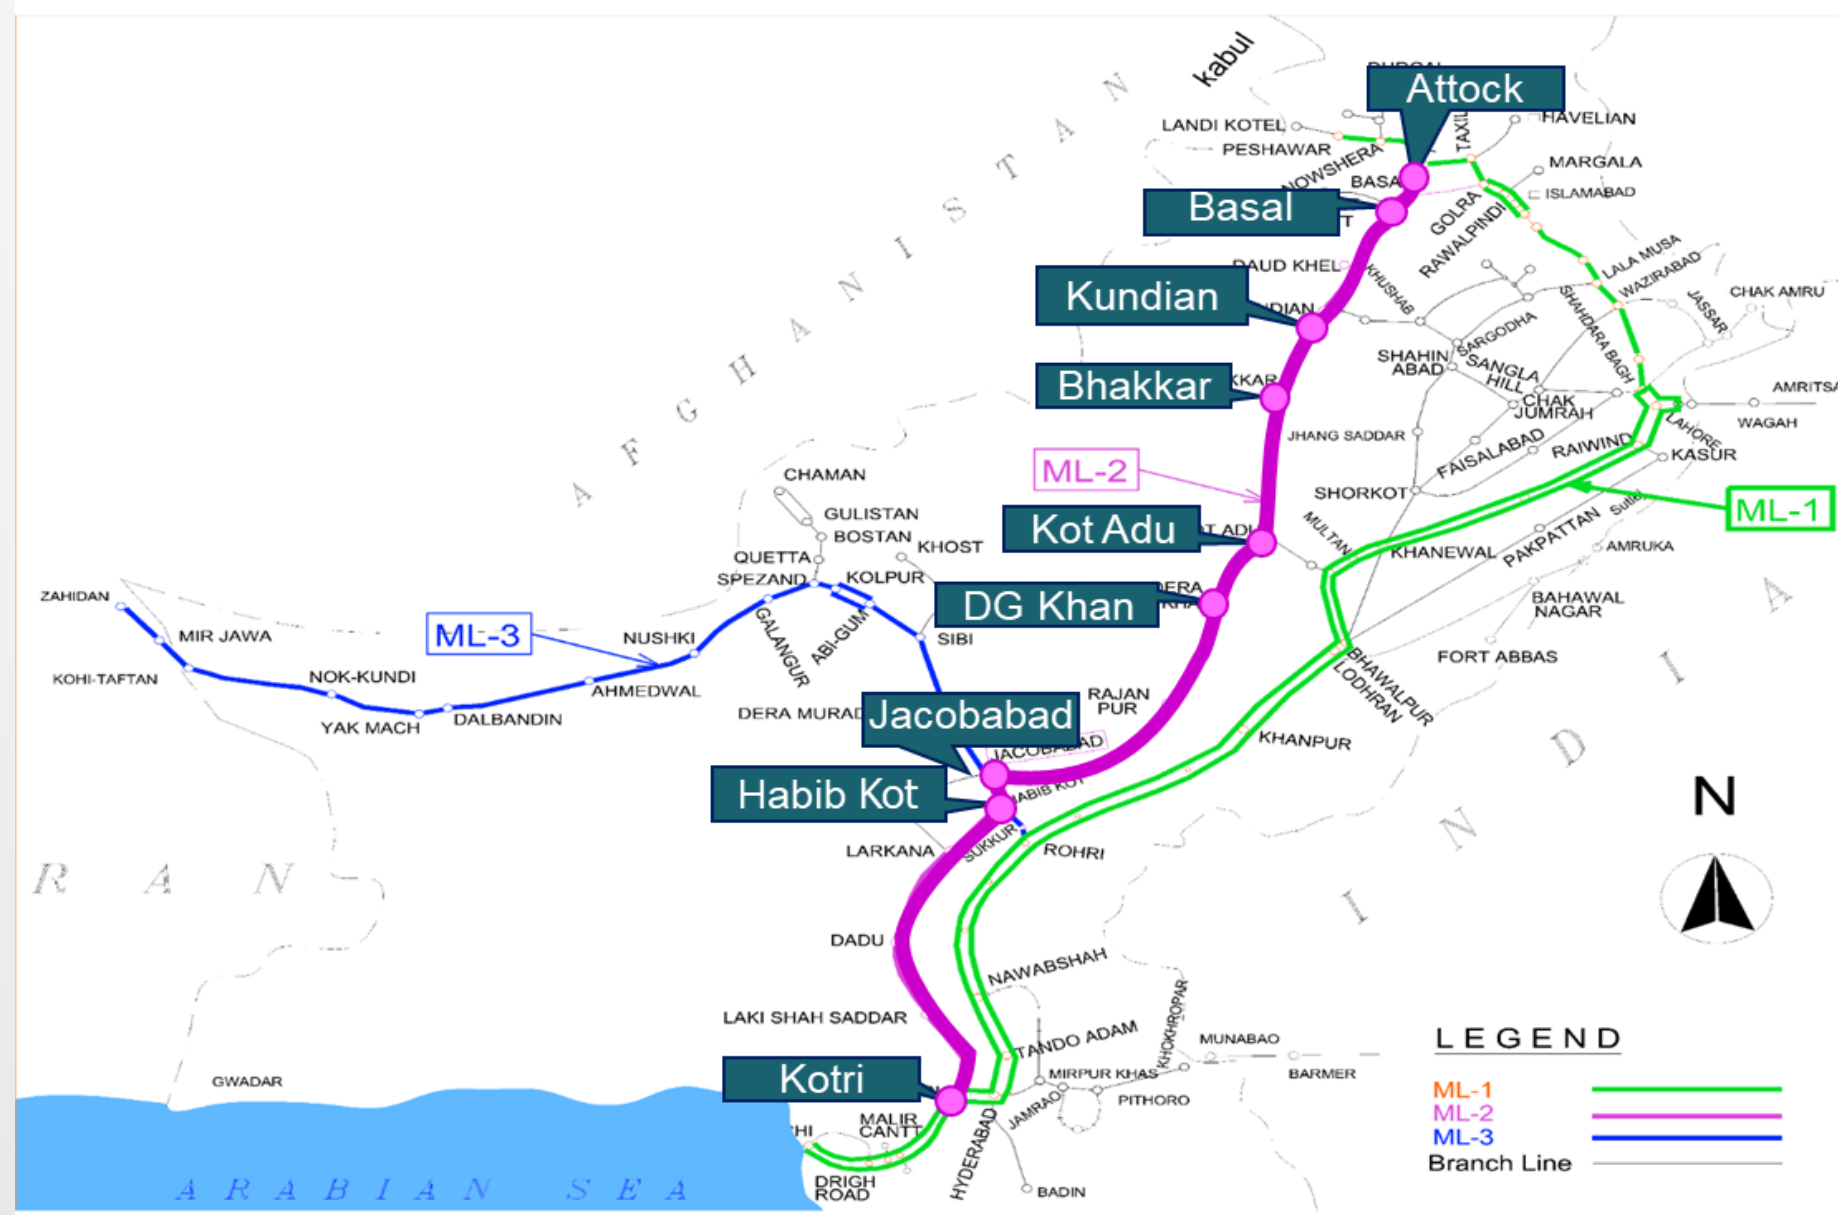 kabul
Attock
LANDI KOTEL
HAVELIAN
PESHAWAR
NOWSHERA
MARGALA
ISLAMABAD
Basal
GOLRA
RAWALPINDI
DAUD KHEL
KHUSHAB
LALA MUSA
WAZIRABAD
Kundian
SHAHDARA BAGH
JASSAR
CHAK AMRU
SARGODHA
SHAHIN
ABAD
SANGLA
HILL
Bhakkar
CHAK
JUMRAH
WAGAH
LAHORE
JHANG SADDAR
FAISALABAD
RAIWIND
KASUR
ML-2
SHORKOT
Sutlej
ML-1
Kot Adu
MULTAN
KHANEWAL
PAKPATTAN
AMRUKA
CHAMAN
GULISTAN
BOSTAN
KHOST
QUETTA
SPEZAND
KOLPUR
DG Khan
BAHAWAL
NAGAR
ZAHIDAN
MIR JAWA
ML-3
NUSHKI
GALANGUR
ABI-GUM
SIBI
BHAWALPUR
LODHRAN
FORT ABBAS
KOHI-TAFTAN
NOK-KUNDI
AHMEDWAL
YAK MACH
DALBANDIN
DERA MURAD
RAJAN
PUR
Jacobabad
JACOBABAD
KHANPUR
Habib Kot
HABIB KOT
SUKKUR
LARKANA
ROHRI
DADU
NAWABSHAH
LAKI SHAH SADDAR
TANDO ADAM
KHOKHROPAR
MUNABAO
BARMER
Kotri
MIRPUR KHAS
JAMRAO
PITHORO
GWADAR
MALIR
CANTT
HYDERABAD
DRIGH
ROAD
BADIN
AFGHANISTAN
INDIA
RAN
ARABIAN SEA
N
LEGEND
ML-1
ML-2
ML-3
Branch Line